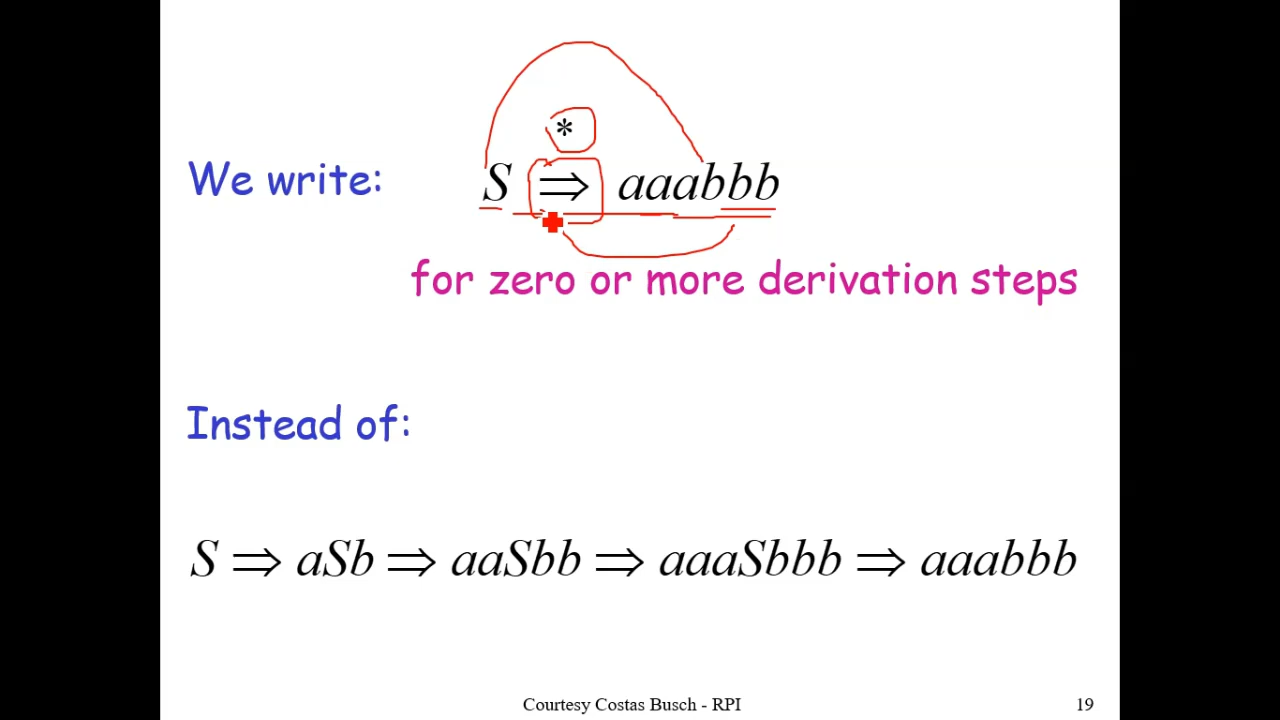 *
We write: S ⇒ aaabbb
for zero or more derivation steps
Instead of:
S ⇒ aSb ⇒ aaSbb ⇒ aaaSbbb ⇒ aaabbb
Courtesy Costas Busch - RPI 19